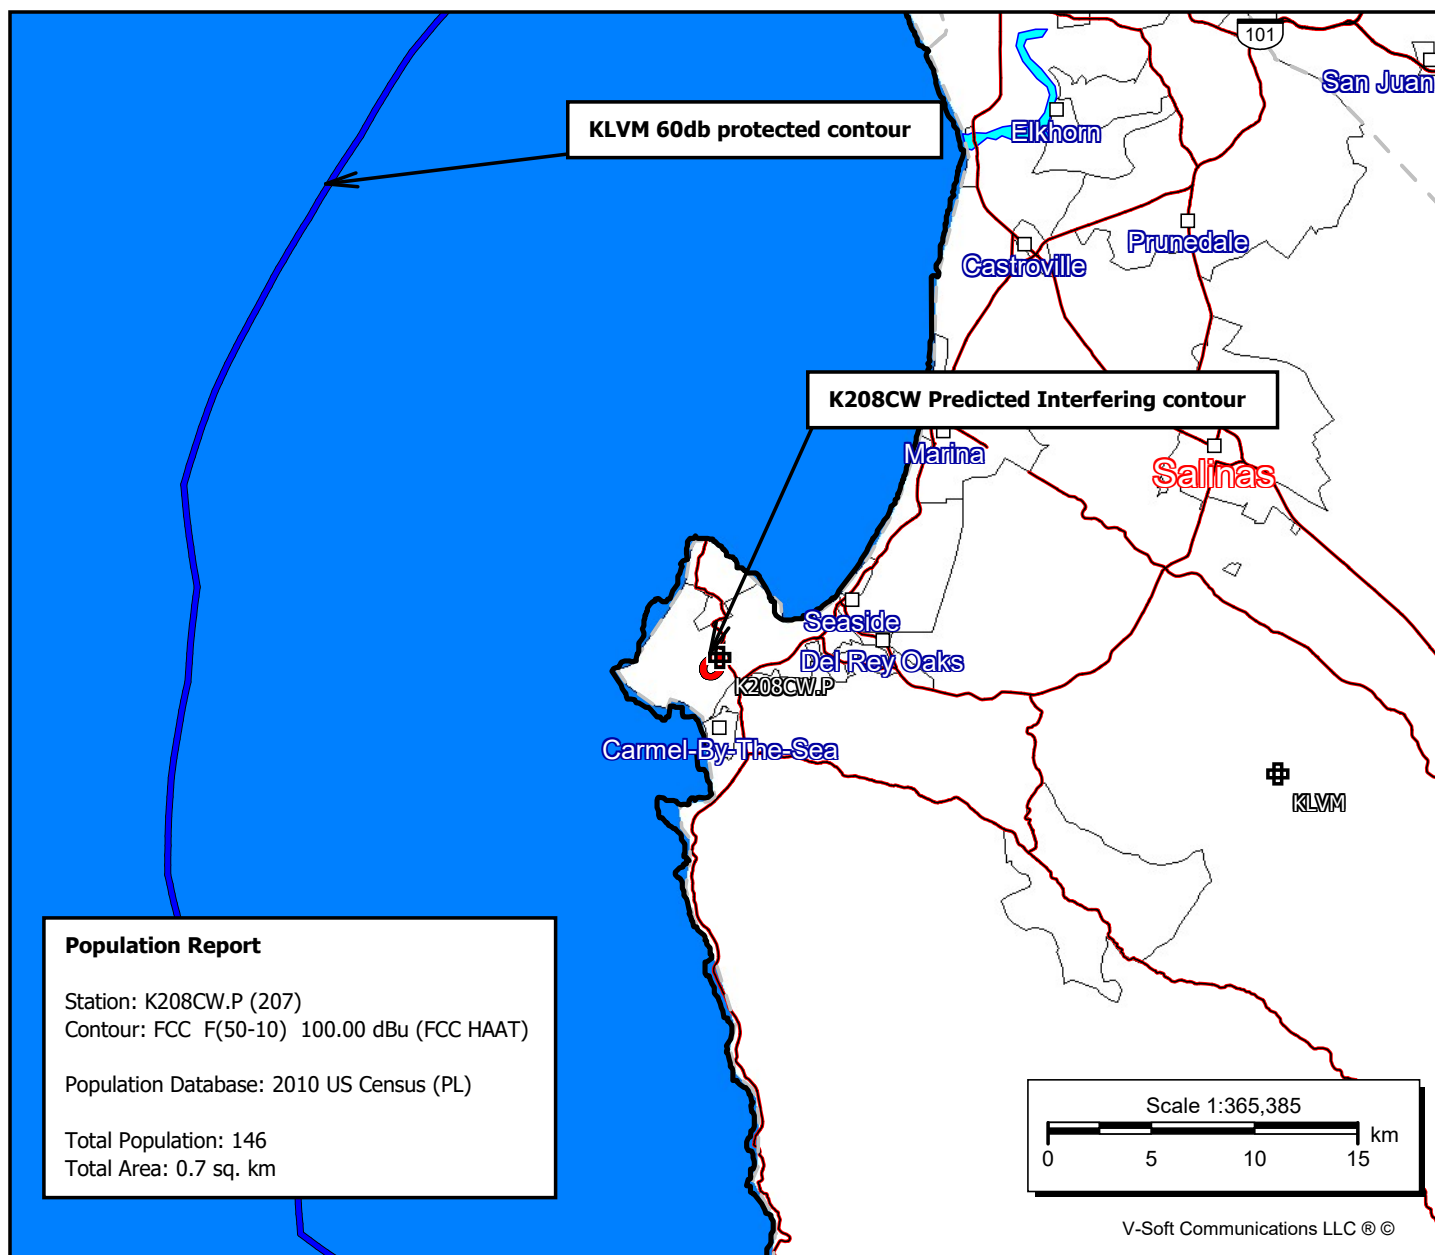 101
San Juan
KLVM 60db protected contour
Elkhorn
Prunedale
Castroville
K208CW Predicted Interfering contour
Marina
Salinas
Seaside
Del Rey Oaks
K208CW.P
Carmel-By-The-Sea
KLVM
Population Report
Station: K208CW.P (207)
Contour: FCC F(50-10) 100.00 dBu (FCC HAAT)
Population Database: 2010 US Census (PL)
Total Population: 146
Total Area: 0.7 sq. km
Scale 1:365,385
km
0 5 10 15
V-Soft Communications LLC ® ©